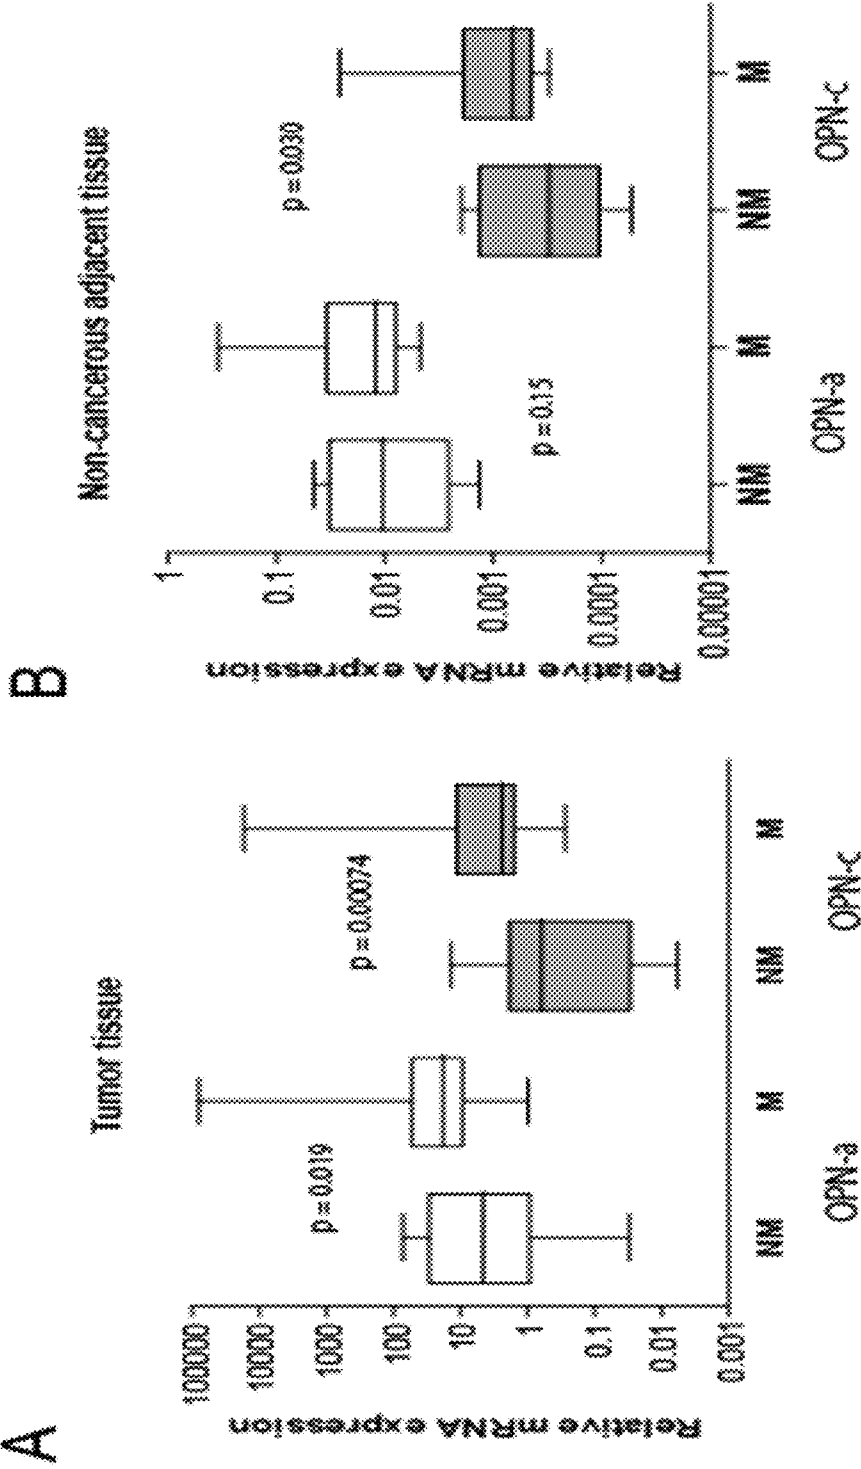 A
Tumor tissue
Relative mRNA expression
100000
10000
1000
100
10
1
0.1
0.01
0.001
p = 0.019
p = 0.00074
NM
M
NM
M
OPN-a
OPN-c
B
Non-cancerous adjacent tissue
Relative mRNA expression
1
0.1
0.01
0.001
0.0001
0.00001
p = 0.15
p = 0.030
NM
M
NM
M
OPN-a
OPN-c